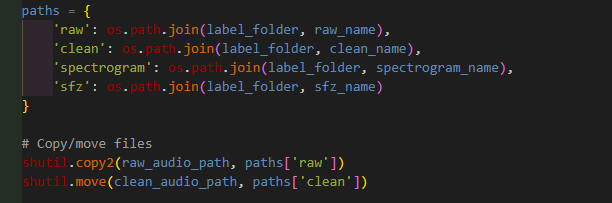 paths = {
    'raw': os.path.join(label_folder, raw_name),
    'clean': os.path.join(label_folder, clean_name),
    'spectrogram': os.path.join(label_folder, spectrogram_name),
    'sfz': os.path.join(label_folder, sfz_name)
}

# Copy/move files
shutil.copy2(raw_audio_path, paths['raw'])
shutil.move(clean_audio_path, paths['clean'])